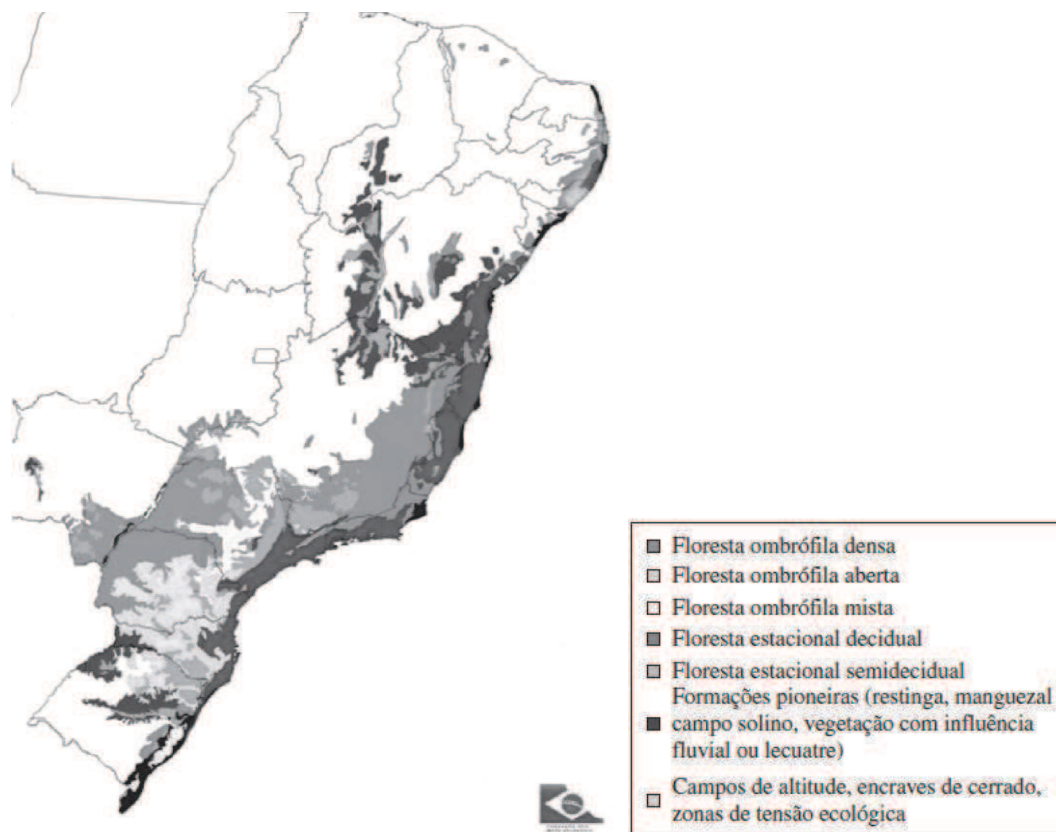 Floresta ombrófila densa
Floresta ombrófila aberta
Floresta ombrófila mista
Floresta estacional decidual
Floresta estacional semidecidual
Formações pioneiras (restinga, manguezal
campo solino, vegetação com influência
fluvial ou lecuatre)
Campos de altitude, encraves de cerrado,
zonas de tensão ecológica